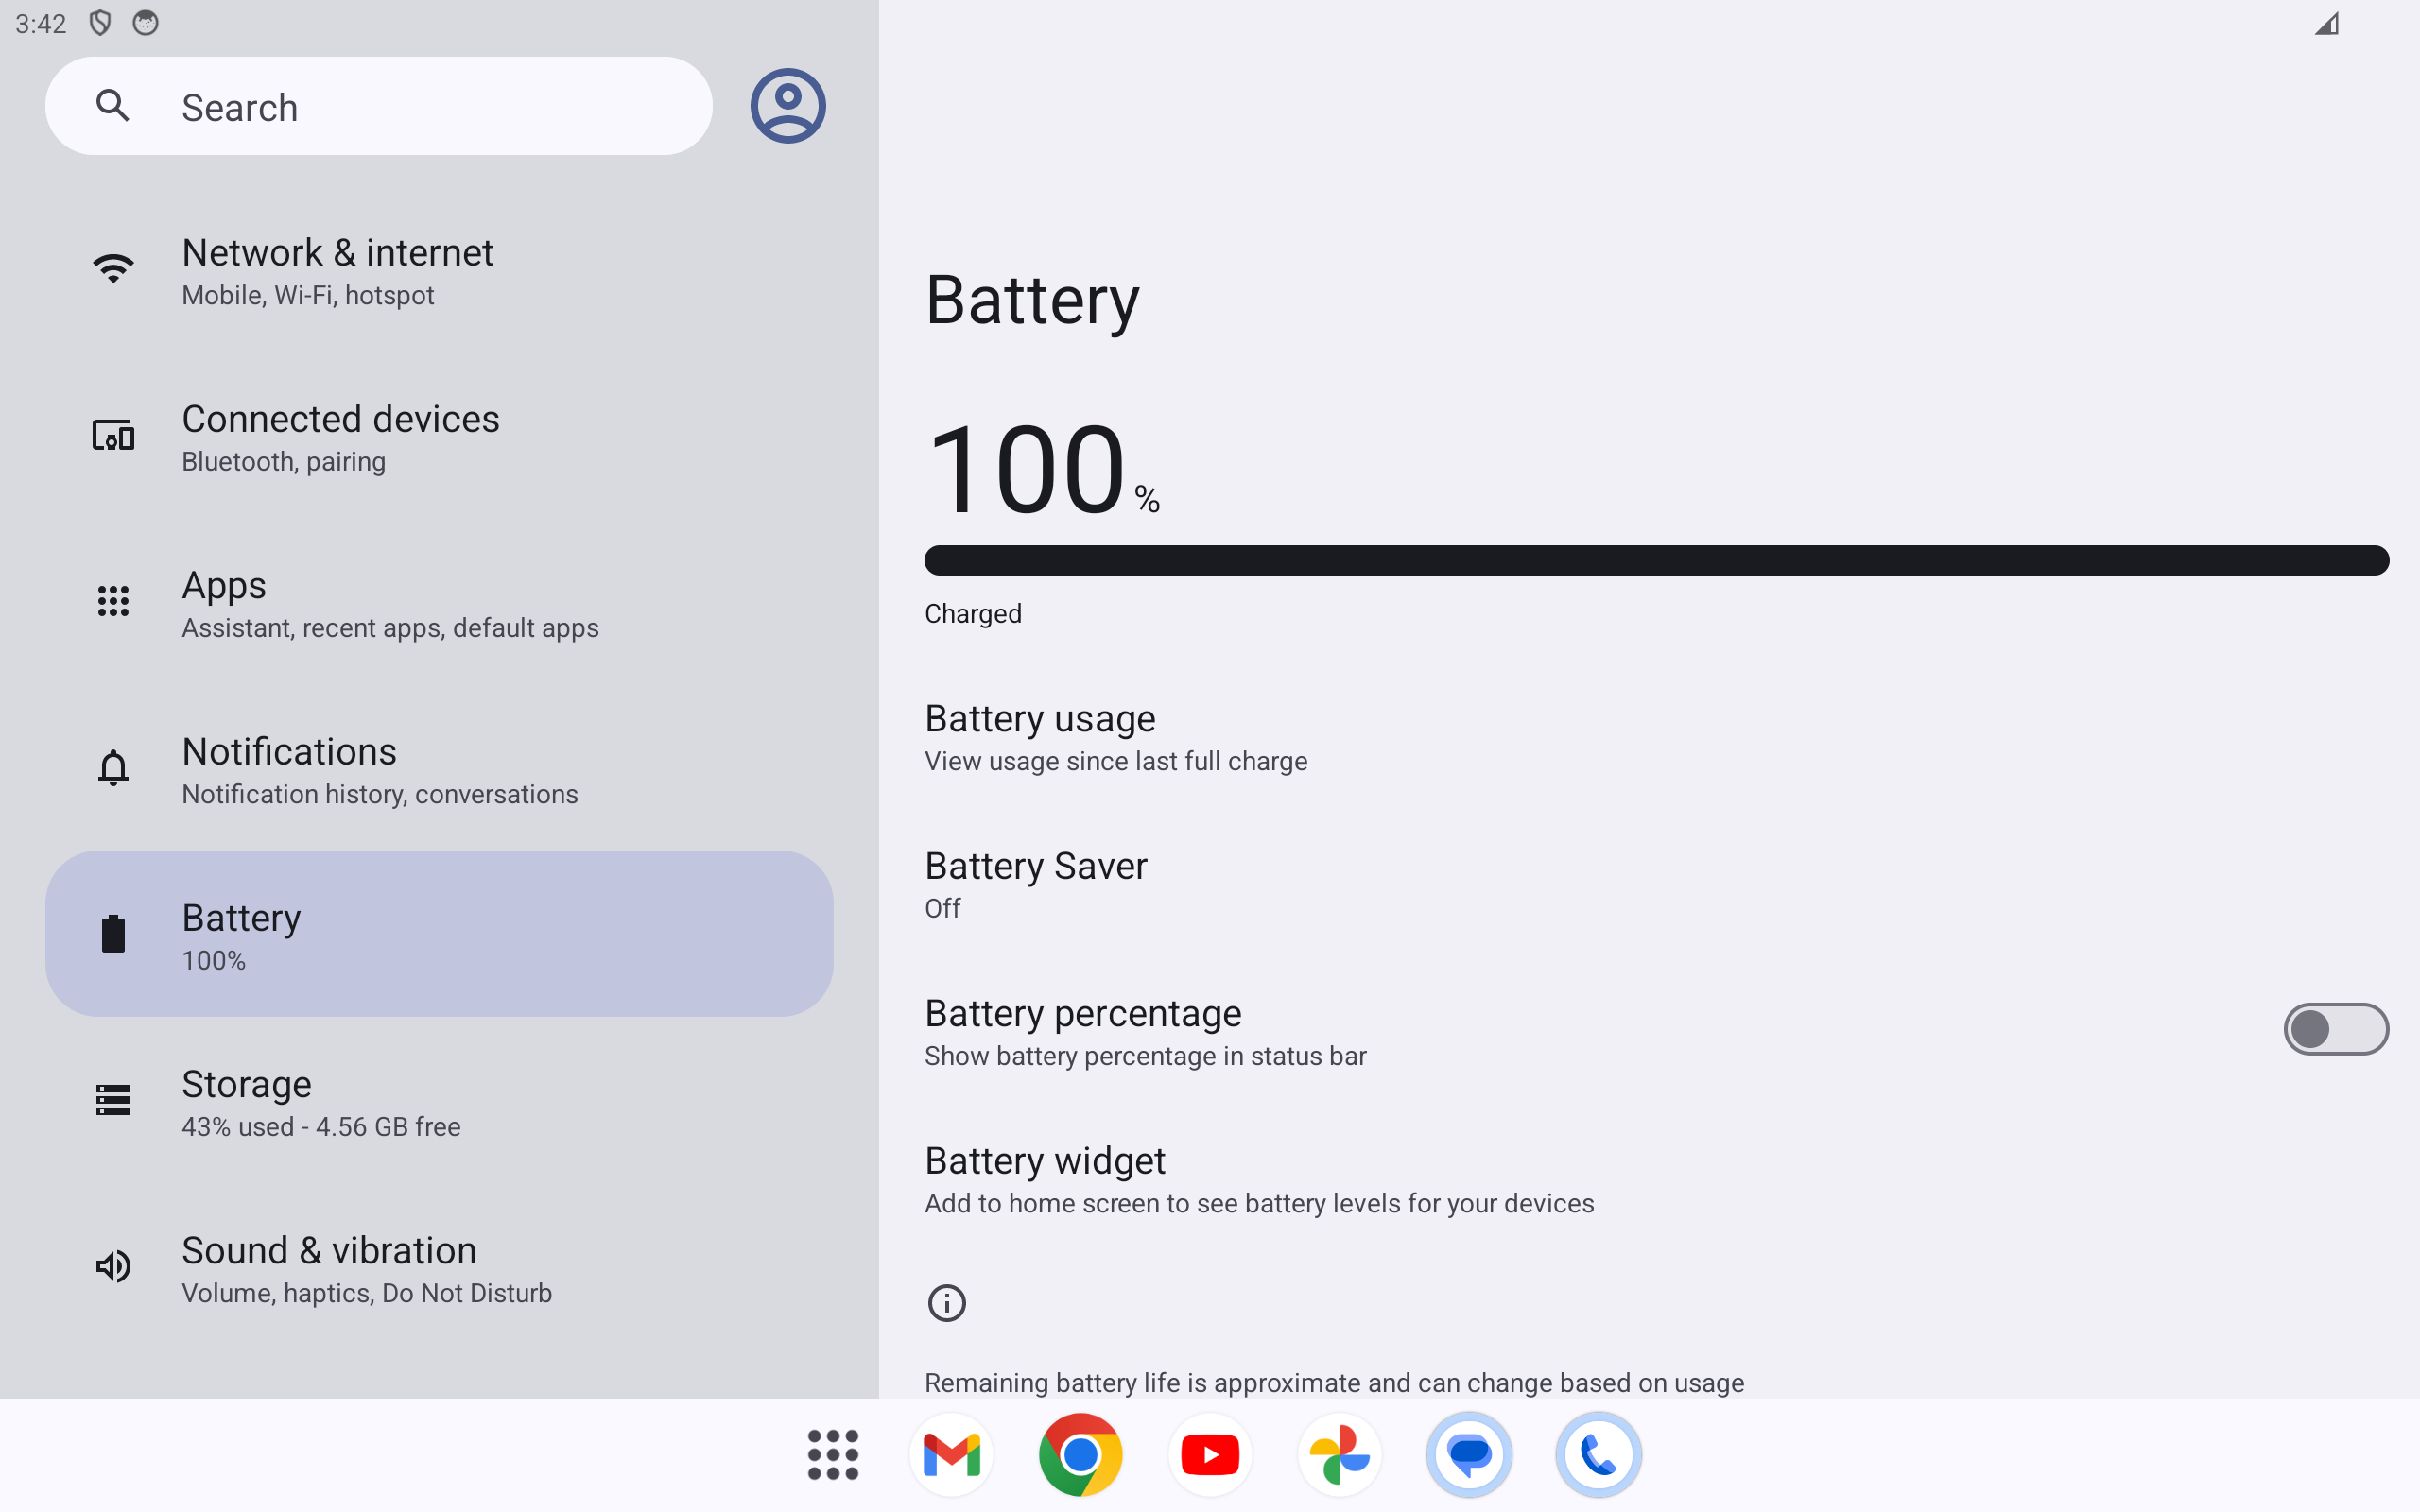 3:42
Search
Network & internet
Mobile, Wi-Fi, hotspot
Connected devices
Bluetooth, pairing
Apps
Assistant, recent apps, default apps
Notifications
Notification history, conversations
Battery
100%
Storage
43% used - 4.56 GB free
Sound & vibration
Volume, haptics, Do Not Disturb
Battery
100 %
Charged
Battery usage
View usage since last full charge
Battery Saver
Off
Battery percentage
Show battery percentage in status bar
Battery widget
Add to home screen to see battery levels for your devices
Remaining battery life is approximate and can change based on usage